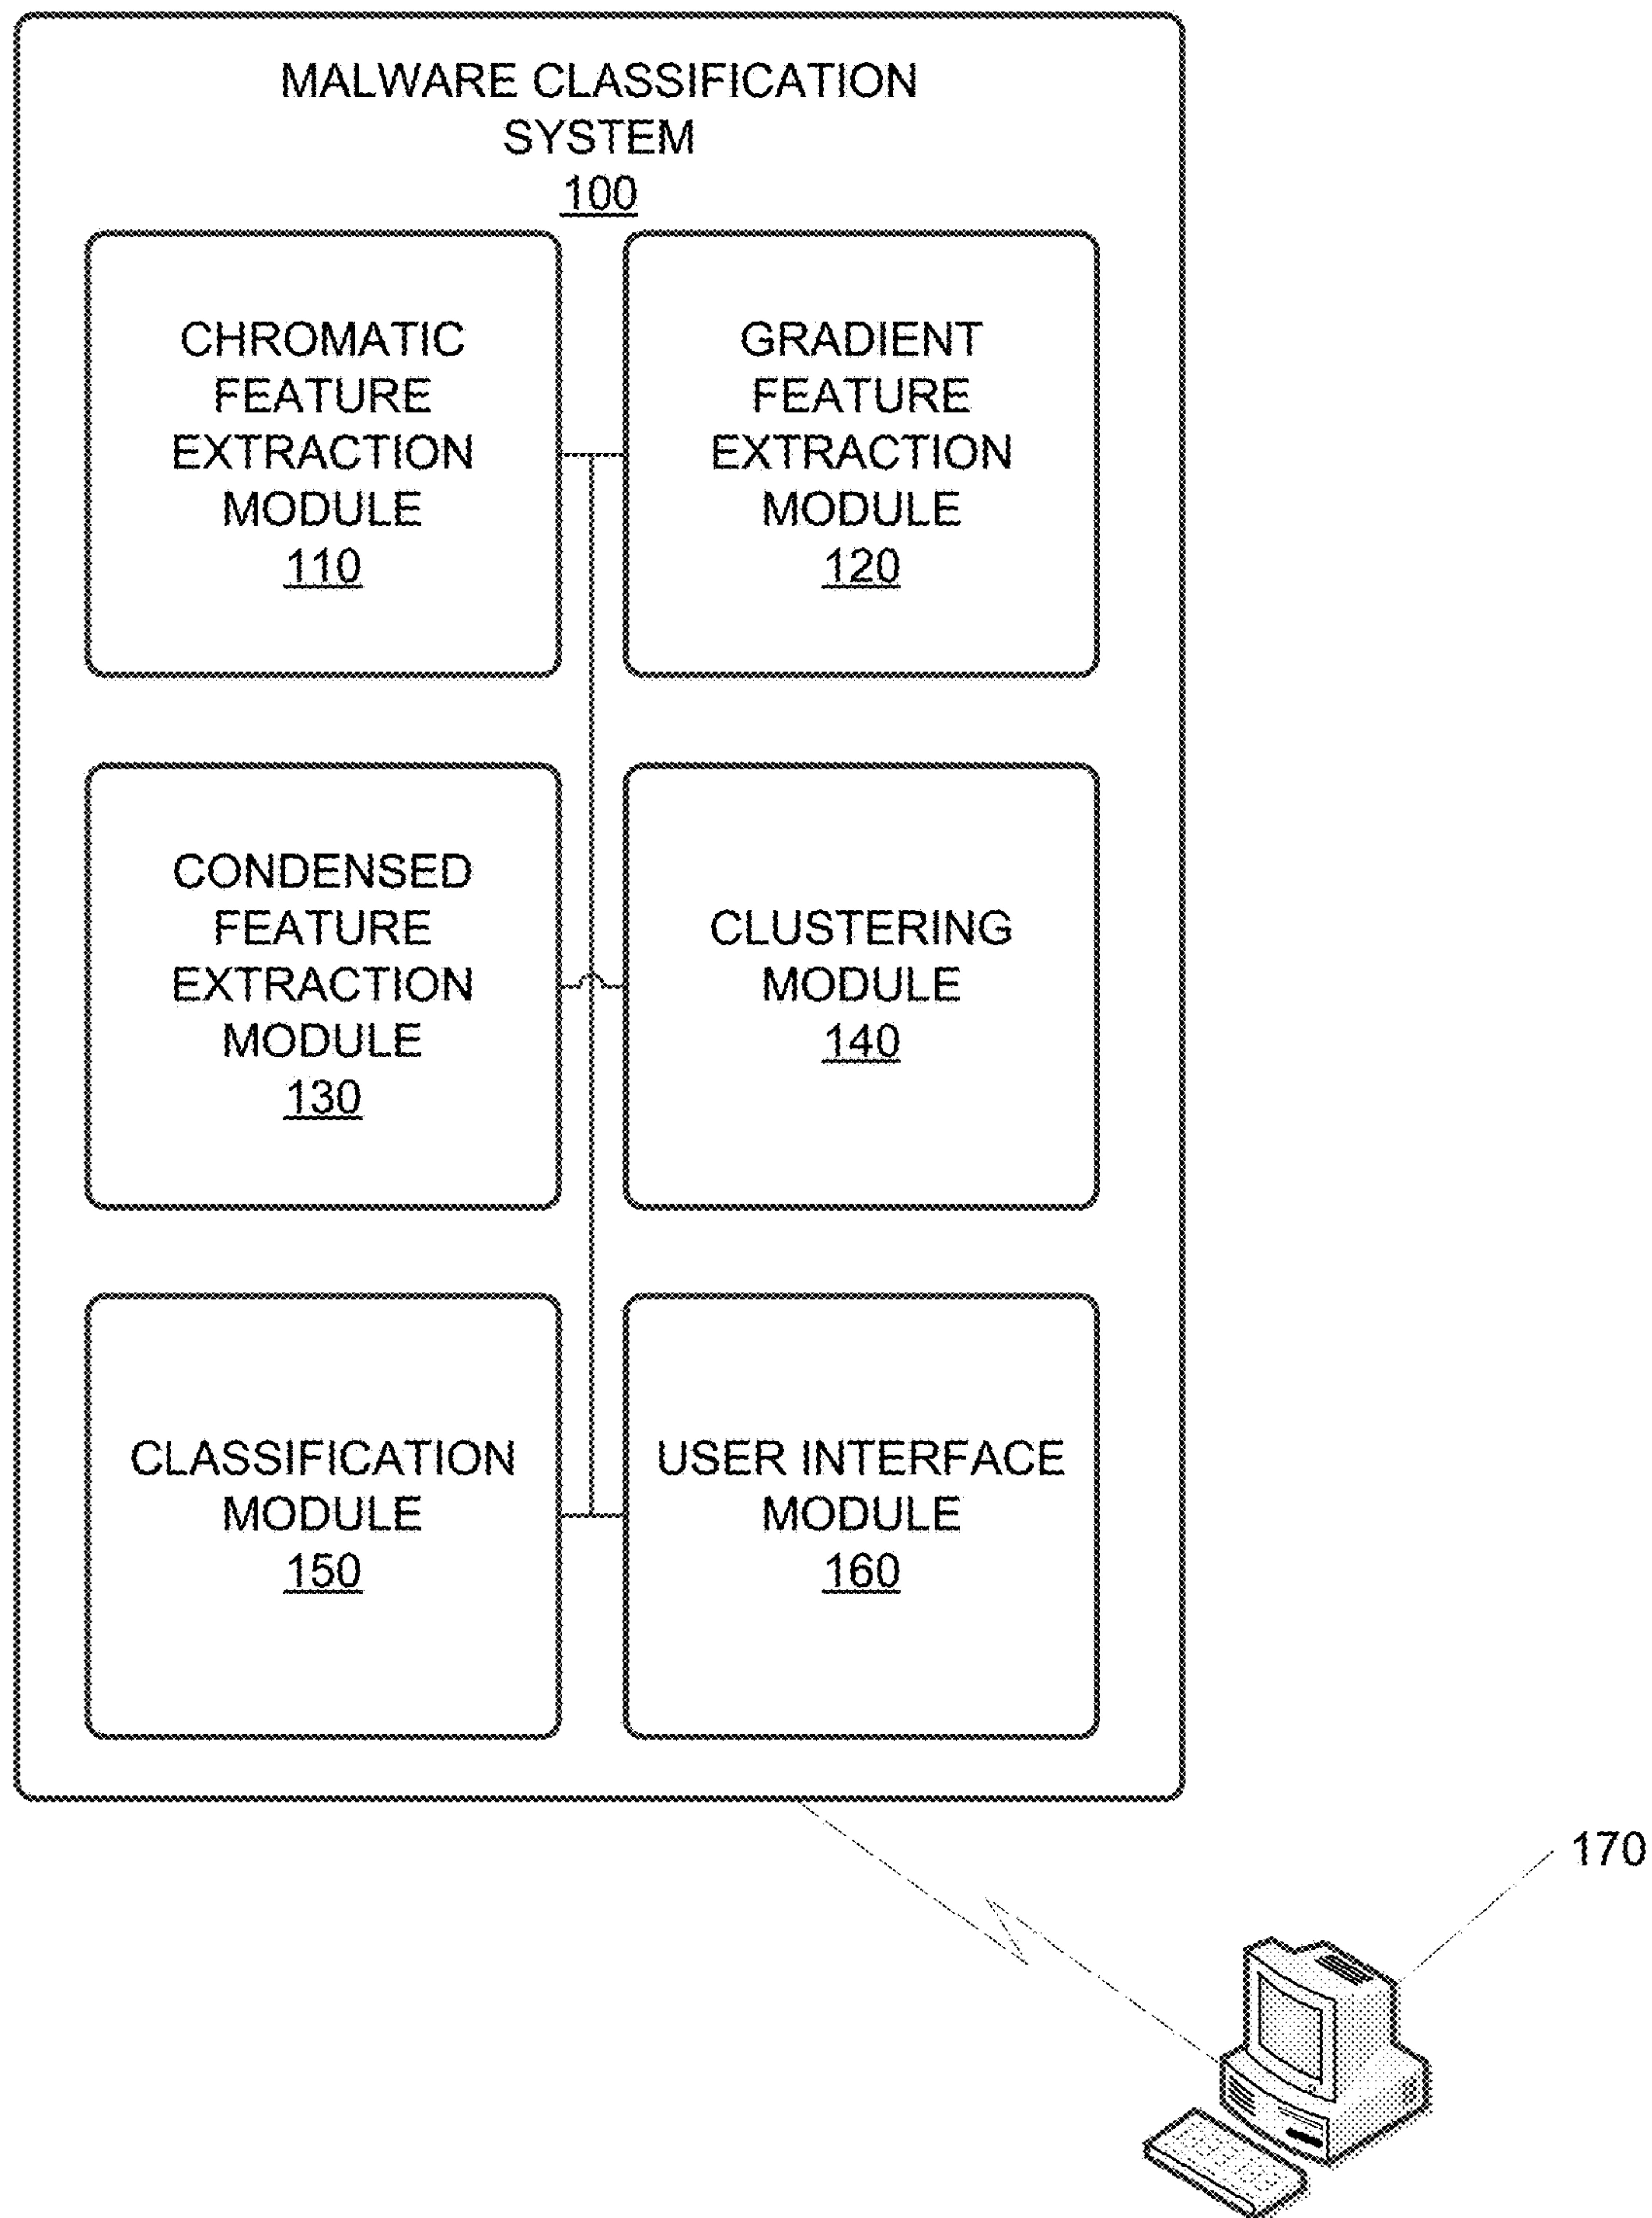 MALWARE CLASSIFICATION
SYSTEM
100
CHROMATIC
FEATURE
EXTRACTION
MODULE
110
GRADIENT
FEATURE
EXTRACTION
MODULE
120
CONDENSED
FEATURE
EXTRACTION
MODULE
130
CLUSTERING
MODULE
140
CLASSIFICATION
MODULE
150
USER INTERFACE
MODULE
160
170